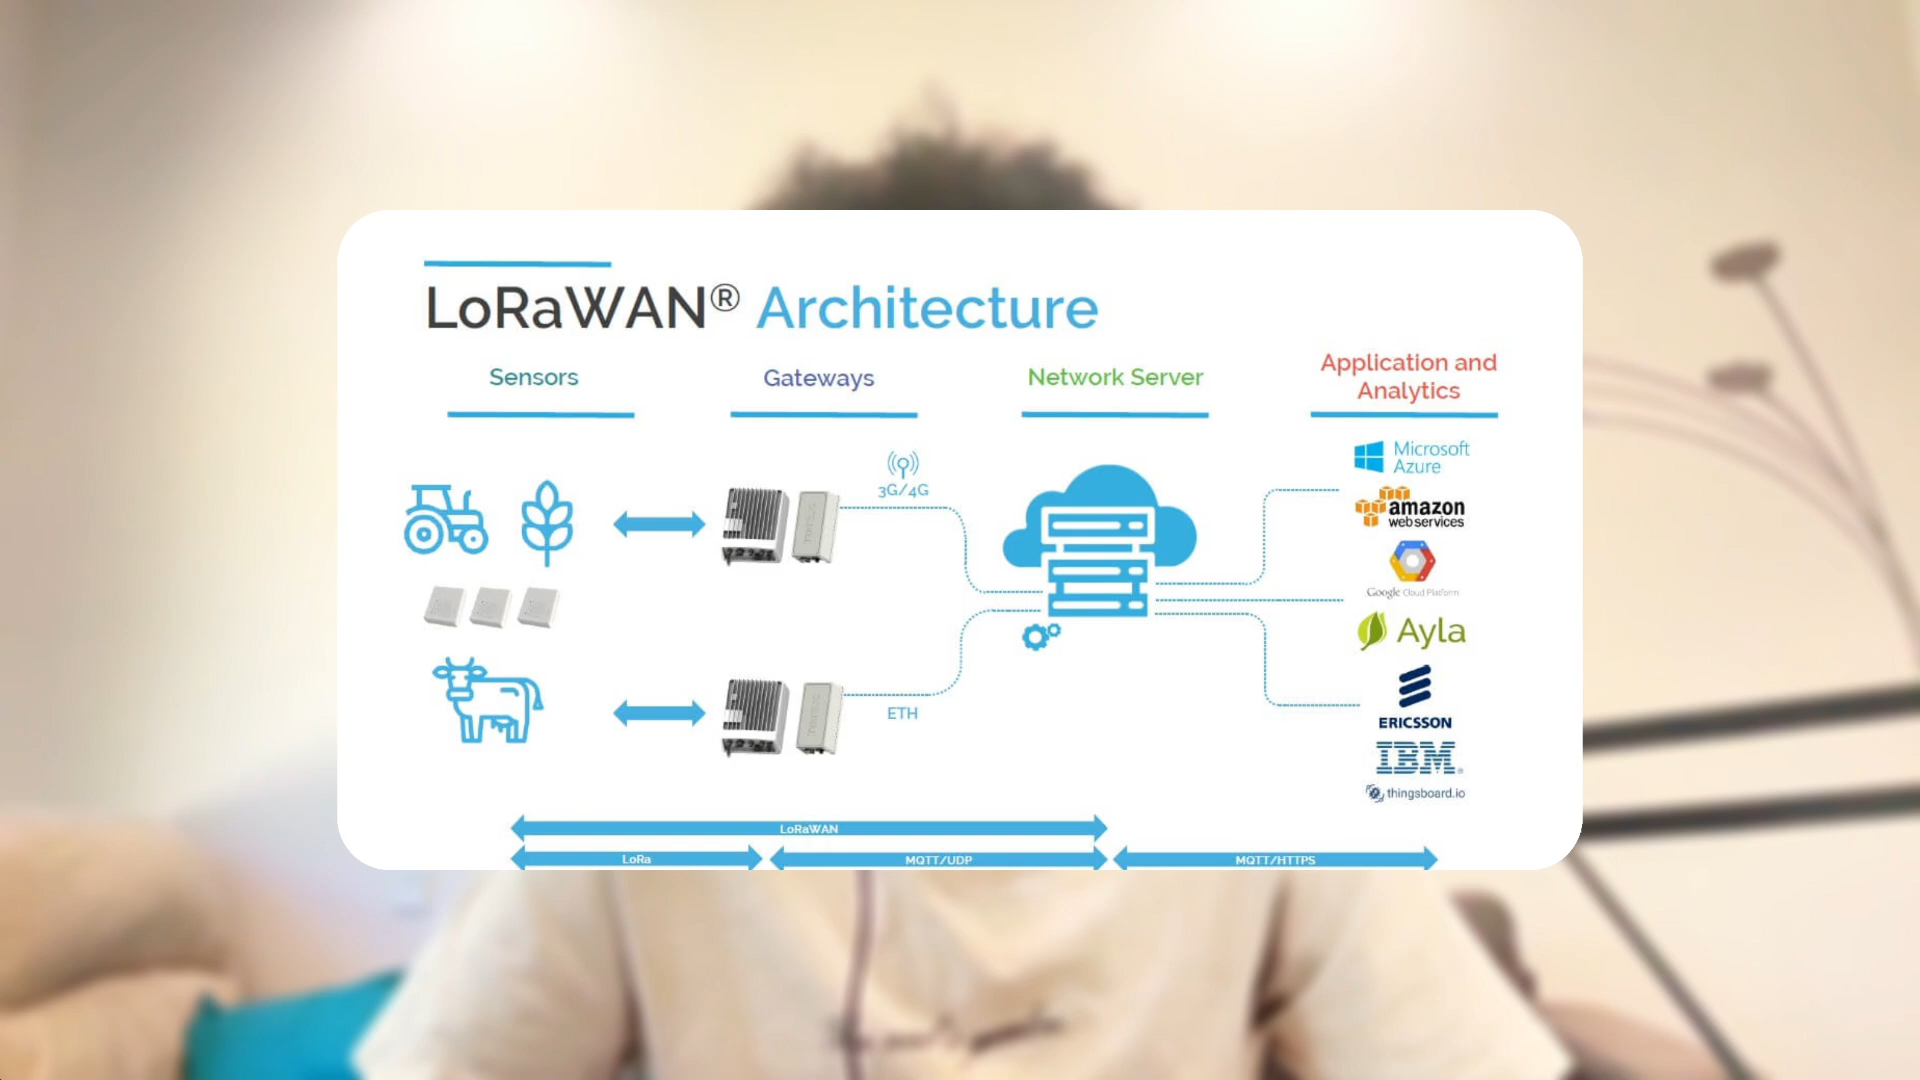 LoRaWAN® Architecture
Sensors
Gateways
Network Server
Application and
Analytics
3G/4G
ETH
Microsoft
Azure
amazon
webservices
Google Cloud Platform
Ayla
ERICSSON
IBM®
thingsboard.io
LoRaWAN
LoRa
MQTT/UDP
MQTT/HTTPS